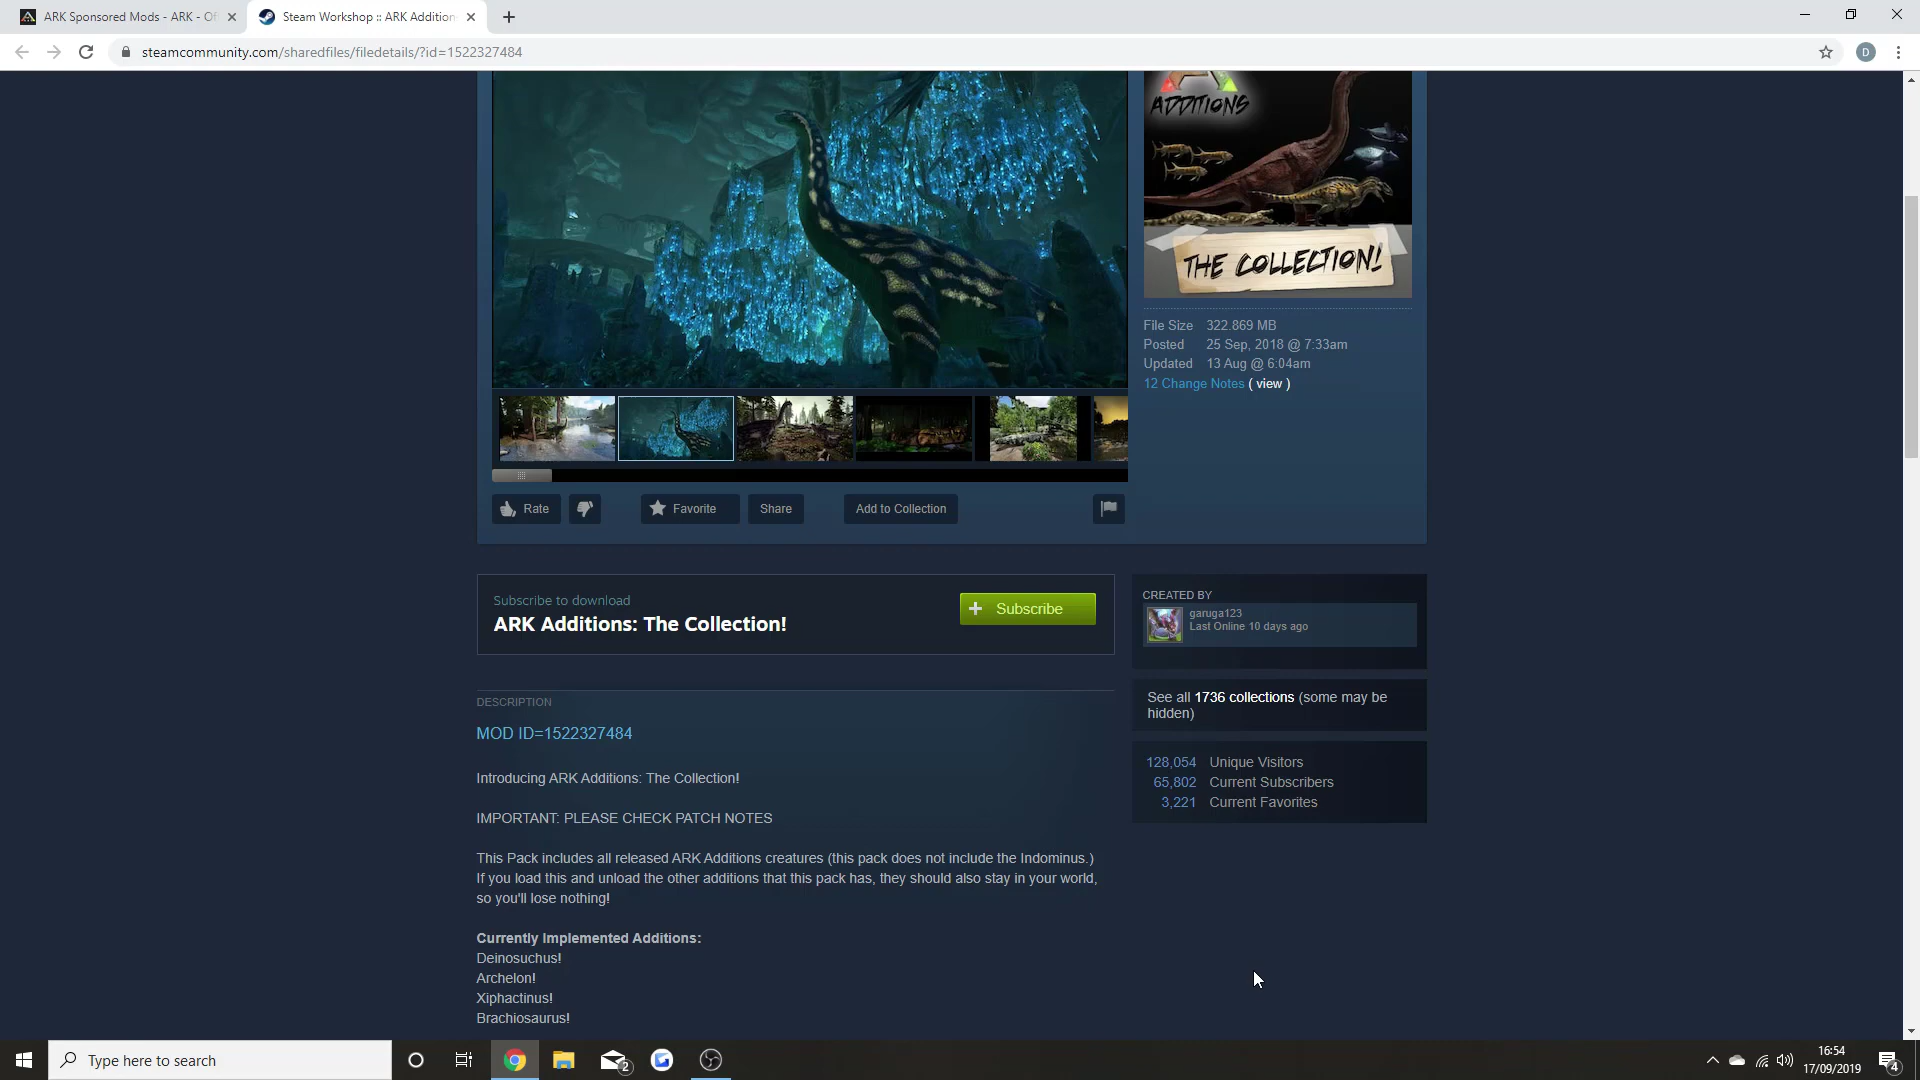 ARK Sponsored Mods - ARK - Of
Steam Workshop :: ARK Addition
steamcommunity.com/sharedfiles/filedetails/?id=1522327484
D
ADDITIONS
THE COLLECTION!
File Size 322.869 MB
Posted 25 Sep, 2018 @ 7:33am
Updated 13 Aug @ 6:04am
12 Change Notes ( view )
Rate
Favorite
Share
Add to Collection
Subscribe to download
ARK Additions: The Collection!
Subscribe
CREATED BY
garuga123
Last Online 10 days ago
See all 1736 collections (some may be
hidden)
128,054 Unique Visitors
65,802 Current Subscribers
3,221 Current Favorites
DESCRIPTION
MOD ID=1522327484
Introducing ARK Additions: The Collection!
IMPORTANT: PLEASE CHECK PATCH NOTES
This Pack includes all released ARK Additions creatures (this pack does not include the Indominus.)
If you load this and unload the other additions that this pack has, they should also stay in your world,
so you'll lose nothing!
Currently Implemented Additions:
Deinosuchus!
Archelon!
Xiphactinus!
Brachiosaurus!
Type here to search
2
16:54
17/09/2019
4